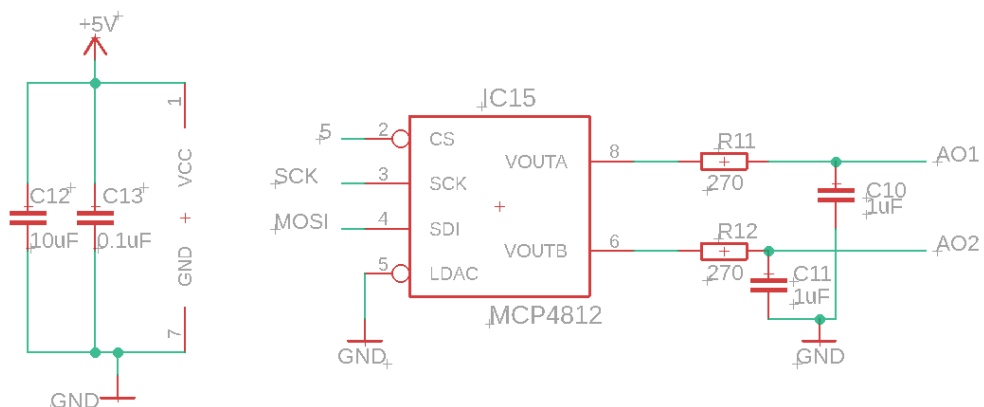 +5V
1
VCC
C12
10uF
C13
0.1uF
GND
7
GND
IC15
5
2
CS
SCK
3
SCK
MOSI
4
SDI
5
LDAC
GND
VOUTA
8
VOUTB
6
MCP4812
R11
270
AO1
C10
1uF
R12
270
AO2
C11
1uF
GND